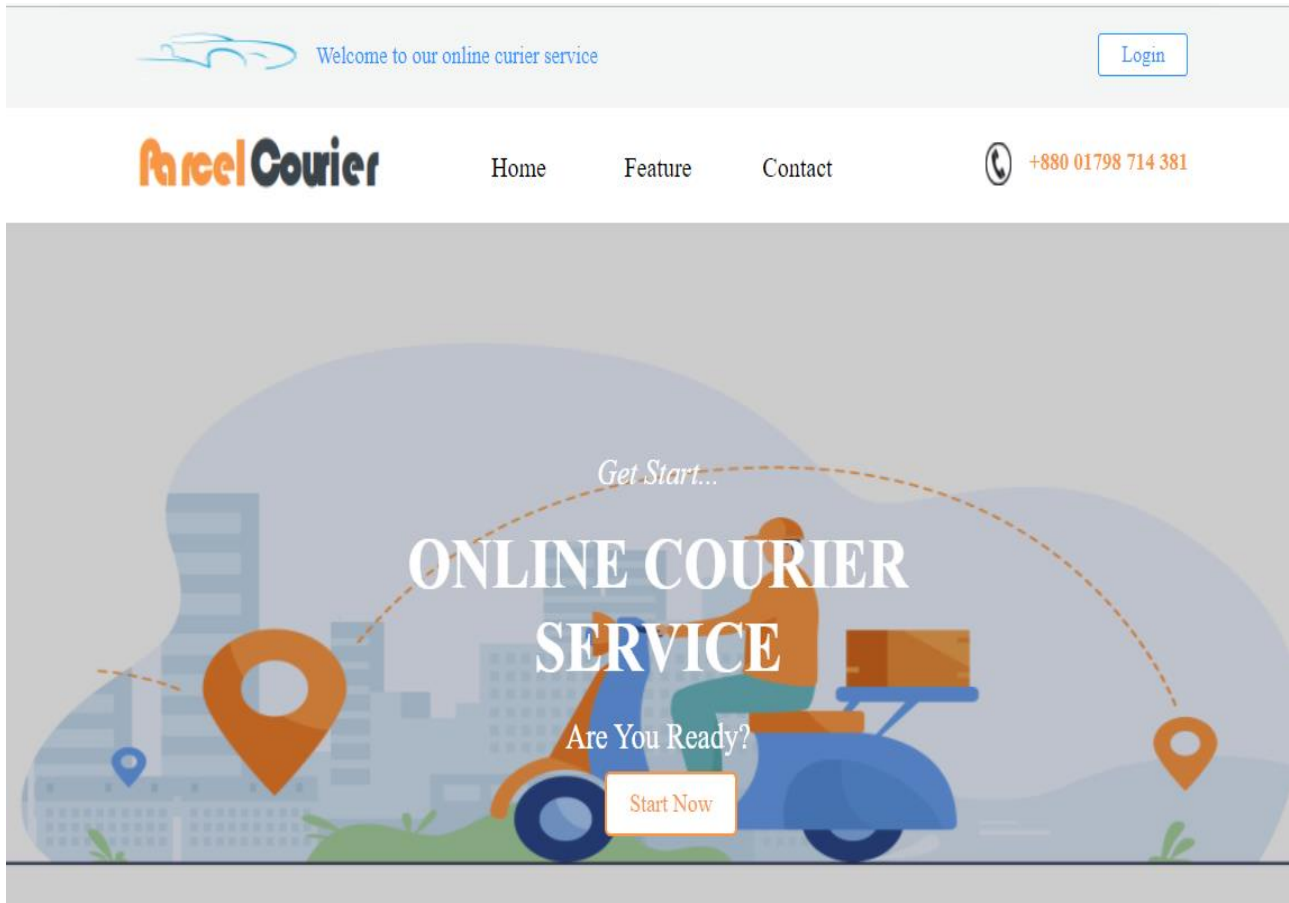 Welcome to our online curier service
Login
Parcel Courier
Home
Feature
Contact
+880 01798 714 381
Get Start...
ONLINE COURIER
SERVICE
Are You Ready?
Start Now